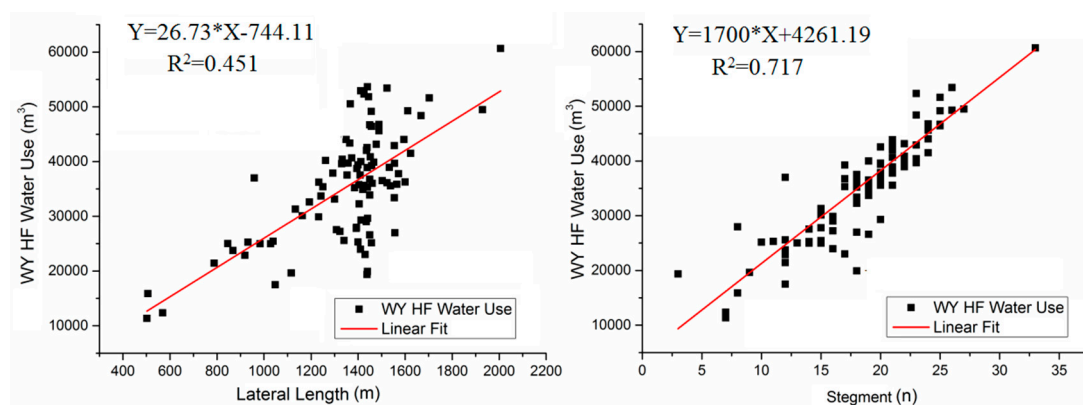 Y=26.73*X-744.11
R²=0.451
WY HF Water Use (m³)
60000
50000
40000
30000
20000
10000
WY HF Water Use
Linear Fit
400 600 800 1000 1200 1400 1600 1800 2000 2200
Lateral Length (m)
Y=1700*X+4261.19
R²=0.717
WY HF Water Use (m³)
60000
50000
40000
30000
20000
10000
WY HF Water Use
Linear Fit
0 5 10 15 20 25 30 35
Stegment (n)